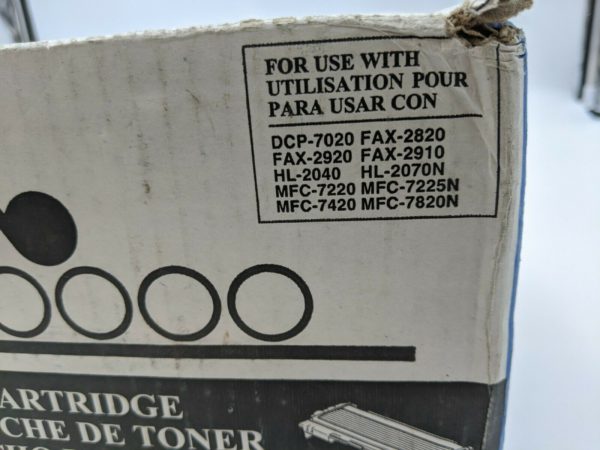 FOR USE WITH
UTILISATION POUR
PARA USAR CON
DCP-7020 FAX-2820
FAX-2920 FAX-2910
HL-2040 HL-2070N
MFC-7220 MFC-7225N
MFC-7420 MFC-7820N
ARTRIDGE
CHE DE TONER